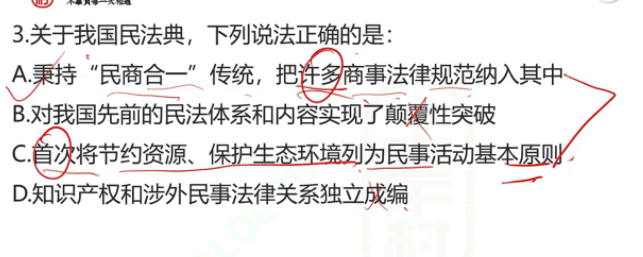 3.关于我国民法典，下列说法正确的是：
A.秉持“民商合一”传统，把许多商事法律规范纳入其中
B.对我国先前的民法体系和内容实现了颠覆性突破
C.首次将节约资源、保护生态环境列为民事活动基本原则
D.知识产权和涉外民事法律关系独立成编